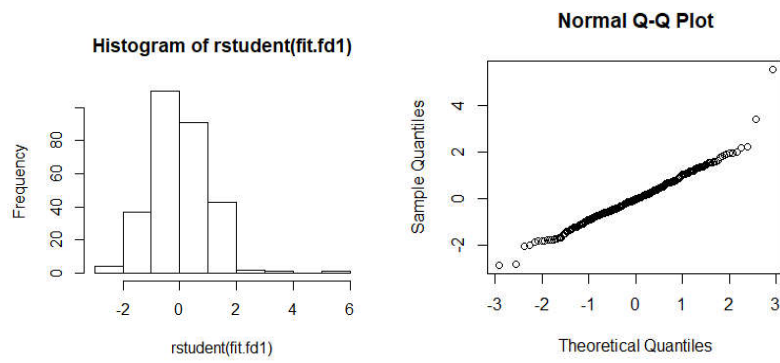 Histogram of rstudent(fit.fd1)
Frequency
0 20 40 60 80
-2 0 2 4 6
rstudent(fit.fd1)
Normal Q-Q Plot
Sample Quantiles
-2 0 2 4
-3 -2 -1 0 1 2 3
Theoretical Quantiles